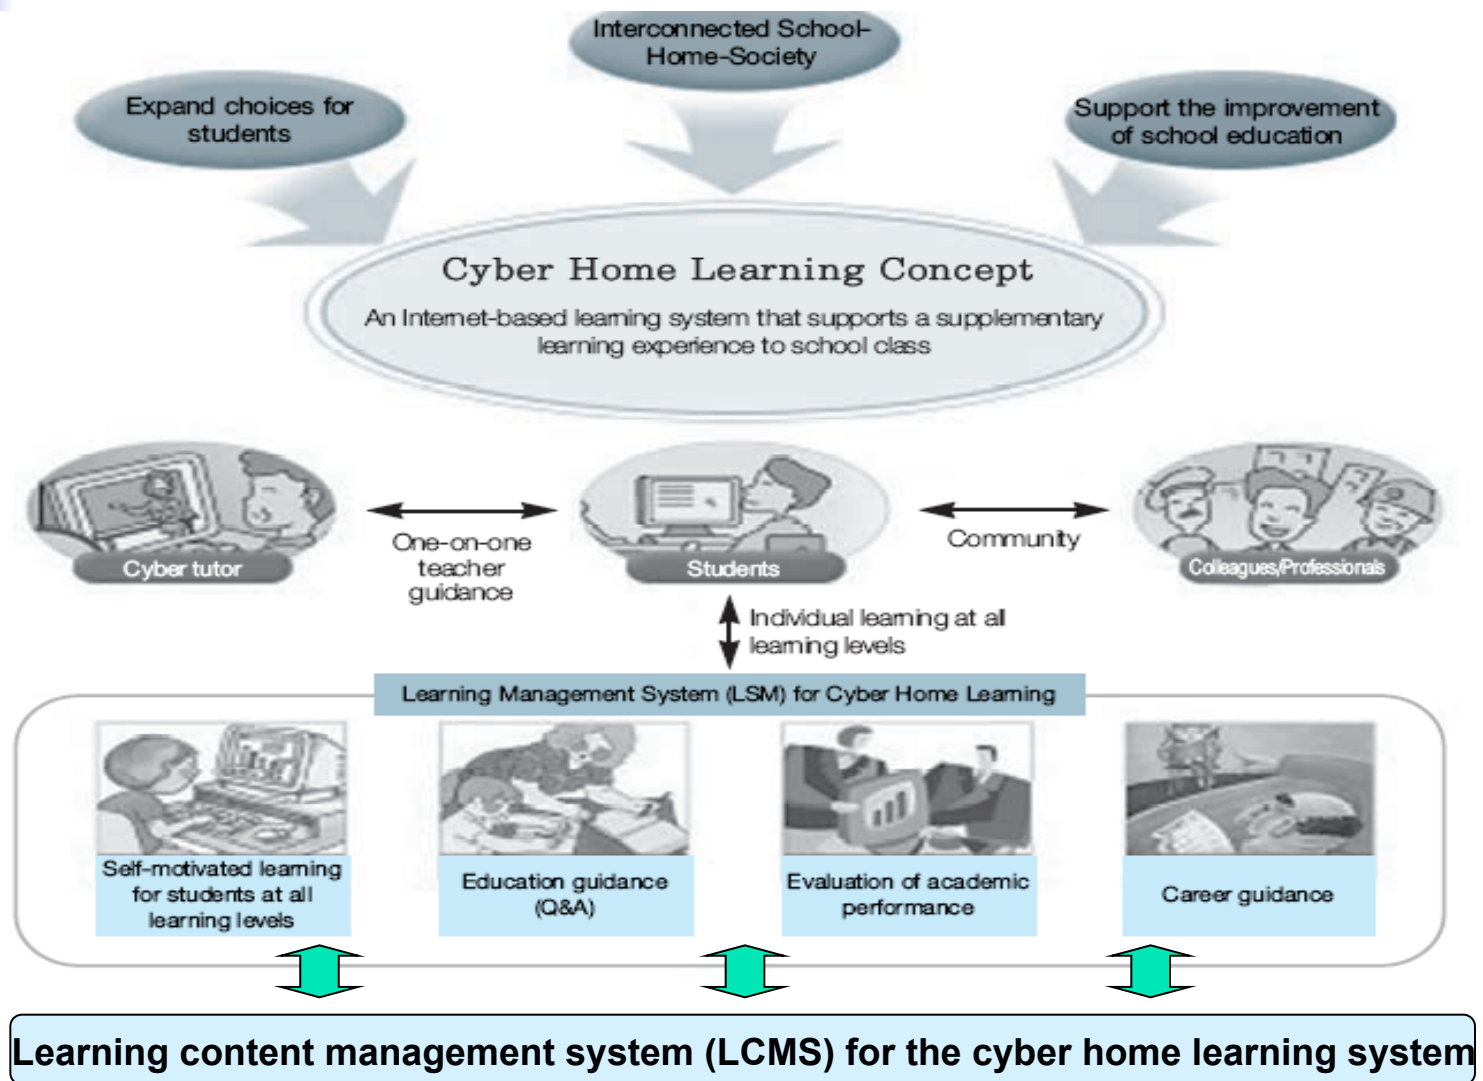 Interconnected School-
Home-Society
Expand choices for
students
Support the improvement
of school education
Cyber Home Learning Concept
An Internet-based learning system that supports a supplementary
learning experience to school class
Cyber tutor
One-on-one
teacher
guidance
Students
Community
Colleagues/Professionals
Individual learning at all
learning levels
Learning Management System (LSM) for Cyber Home Learning
Self-motivated learning
for students at all
learning levels
Education guidance
(Q&A)
Evaluation of academic
performance
Career guidance
Learning content management system (LCMS) for the cyber home learning system